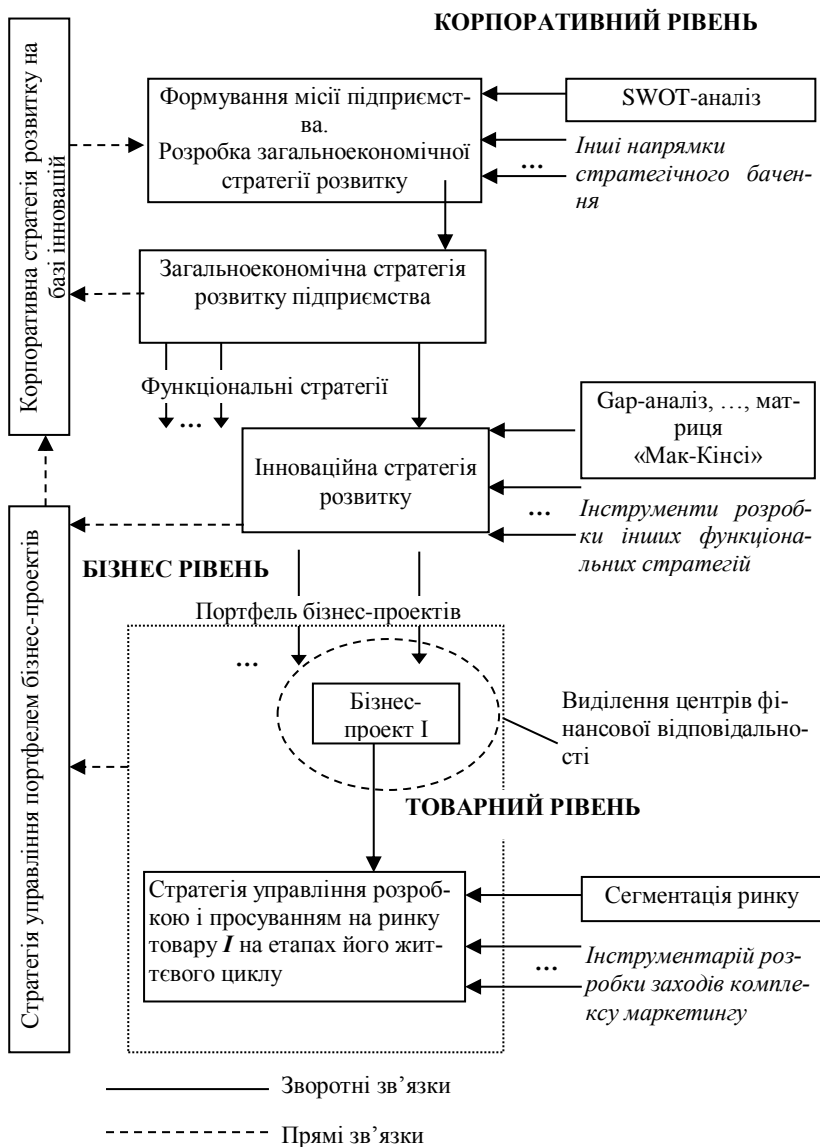 КОРПОРАТИВНИЙ РІВЕНЬ
Корпоративна стратегія розвитку на
базі інновацій
Формування місії підприємст-
ва.
Розробка загальноекономічної
стратегії розвитку
SWOT-аналіз
...
Інші напрямки
стратегічного бачен-
ня
Загальноекономічна стратегія
розвитку підприємства
Функціональні стратегії
...
Gap-аналіз, …, мат-
риця
«Мак-Кінсі»
Інноваційна стратегія
розвитку
...
Інструменти розроб-
ки інших функціона-
льних стратегій
Стратегія управління портфелем бізнес-проектів
БІЗНЕС РІВЕНЬ
Портфель бізнес-проектів
...
Бізнес-
проект І
Виділення центрів фі-
нансової відповідально-
сті
ТОВАРНИЙ РІВЕНЬ
Стратегія управління розроб-
кою і просуванням на ринку
товару І на етапах його жит-
тєвого циклу
Сегментація ринку
...
Інструментарій роз-
робки заходів компле-
ксу маркетингу
Зворотні зв’язки
Прямі зв’язки